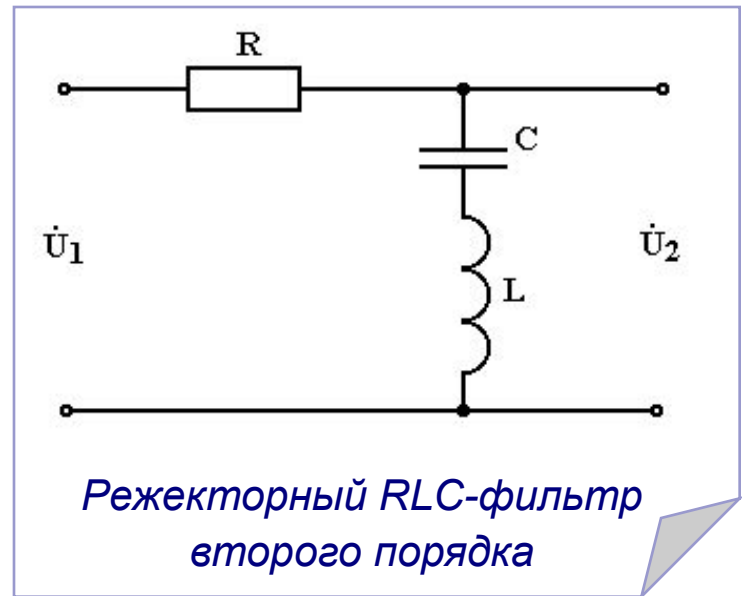 R
C
U̇1
U̇2
L
Режекторный RLC-фильтр
второго порядка